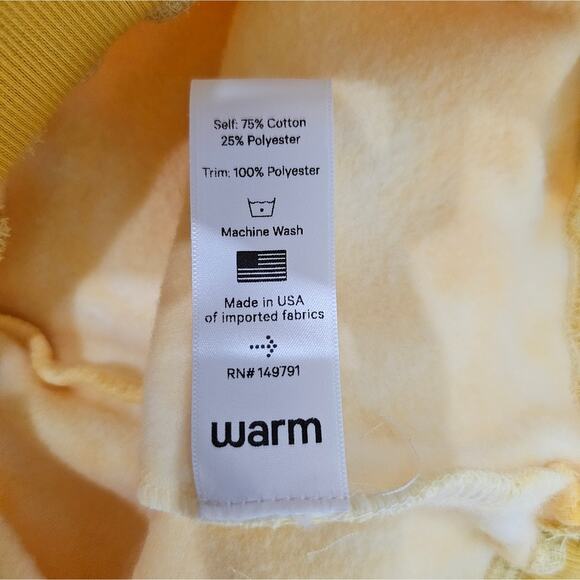 Self: 75% Cotton
25% Polyester
Trim: 100% Polyester
Machine Wash
Made in USA
of imported fabrics
RN# 149791
warm